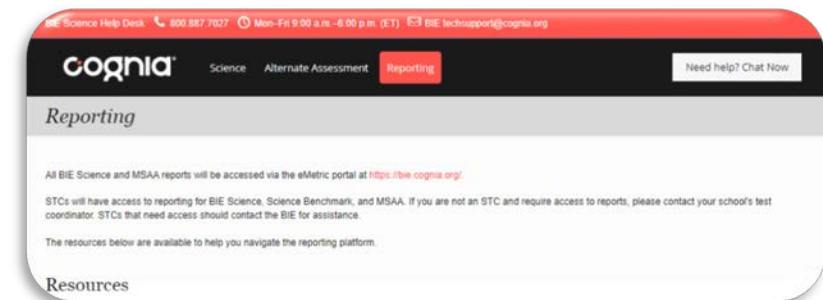 BIE Science Help Desk 800.887.7027 Mon–Fri 9:00 a.m.–6:00 p.m. (ET) BIE techsupport@cognia.org
cognia Science Alternate Assessment Reporting Need help? Chat Now
Reporting
All BIE Science and MSAA reports will be accessed via the eMetric portal at https://bie.cognia.org/.
STCs will have access to reporting for BIE Science, Science Benchmark, and MSAA. If you are not an STC and require access to reports, please contact your school's test
coordinator. STCs that need access should contact the BIE for assistance.
The resources below are available to help you navigate the reporting platform.
Resources